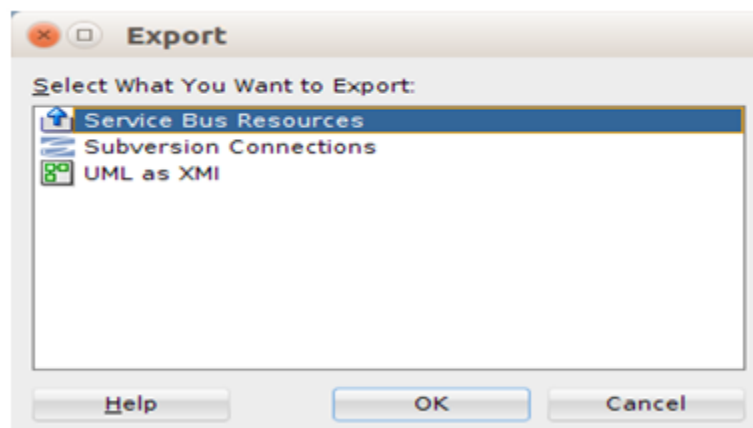 Export
Select What You Want to Export:
Service Bus Resources
Subversion Connections
UML as XMI
Help
OK
Cancel